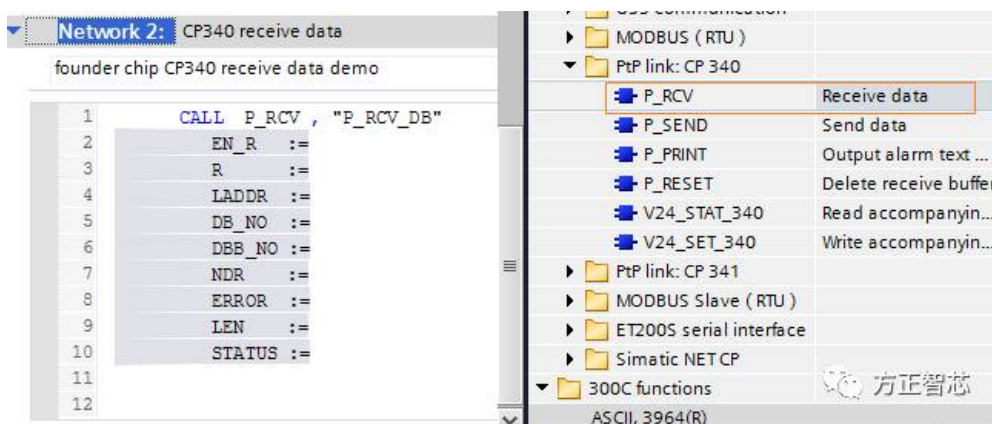 Network 2: CP340 receive data
founder chip CP340 receive data demo
1 CALL P_RCV , "P_RCV_DB"
2 EN_R :=
3 R :=
4 LADDR :=
5 DB_NO :=
6 DBB_NO :=
7 NDR :=
8 ERROR :=
9 LEN :=
10 STATUS :=
11
12
MODBUS (RTU)
PtP link: CP 340
P_RCV Receive data
P_SEND Send data
P_PRINT Output alarm text ...
P_RESET Delete receive buffer
V24_STAT_340 Read accompanyin...
V24_SET_340 Write accompanyin...
PtP link: CP 341
MODBUS Slave (RTU)
ET200S serial interface
Simatic NET CP
300C functions
ASCII, 3964(R)
方正智芯